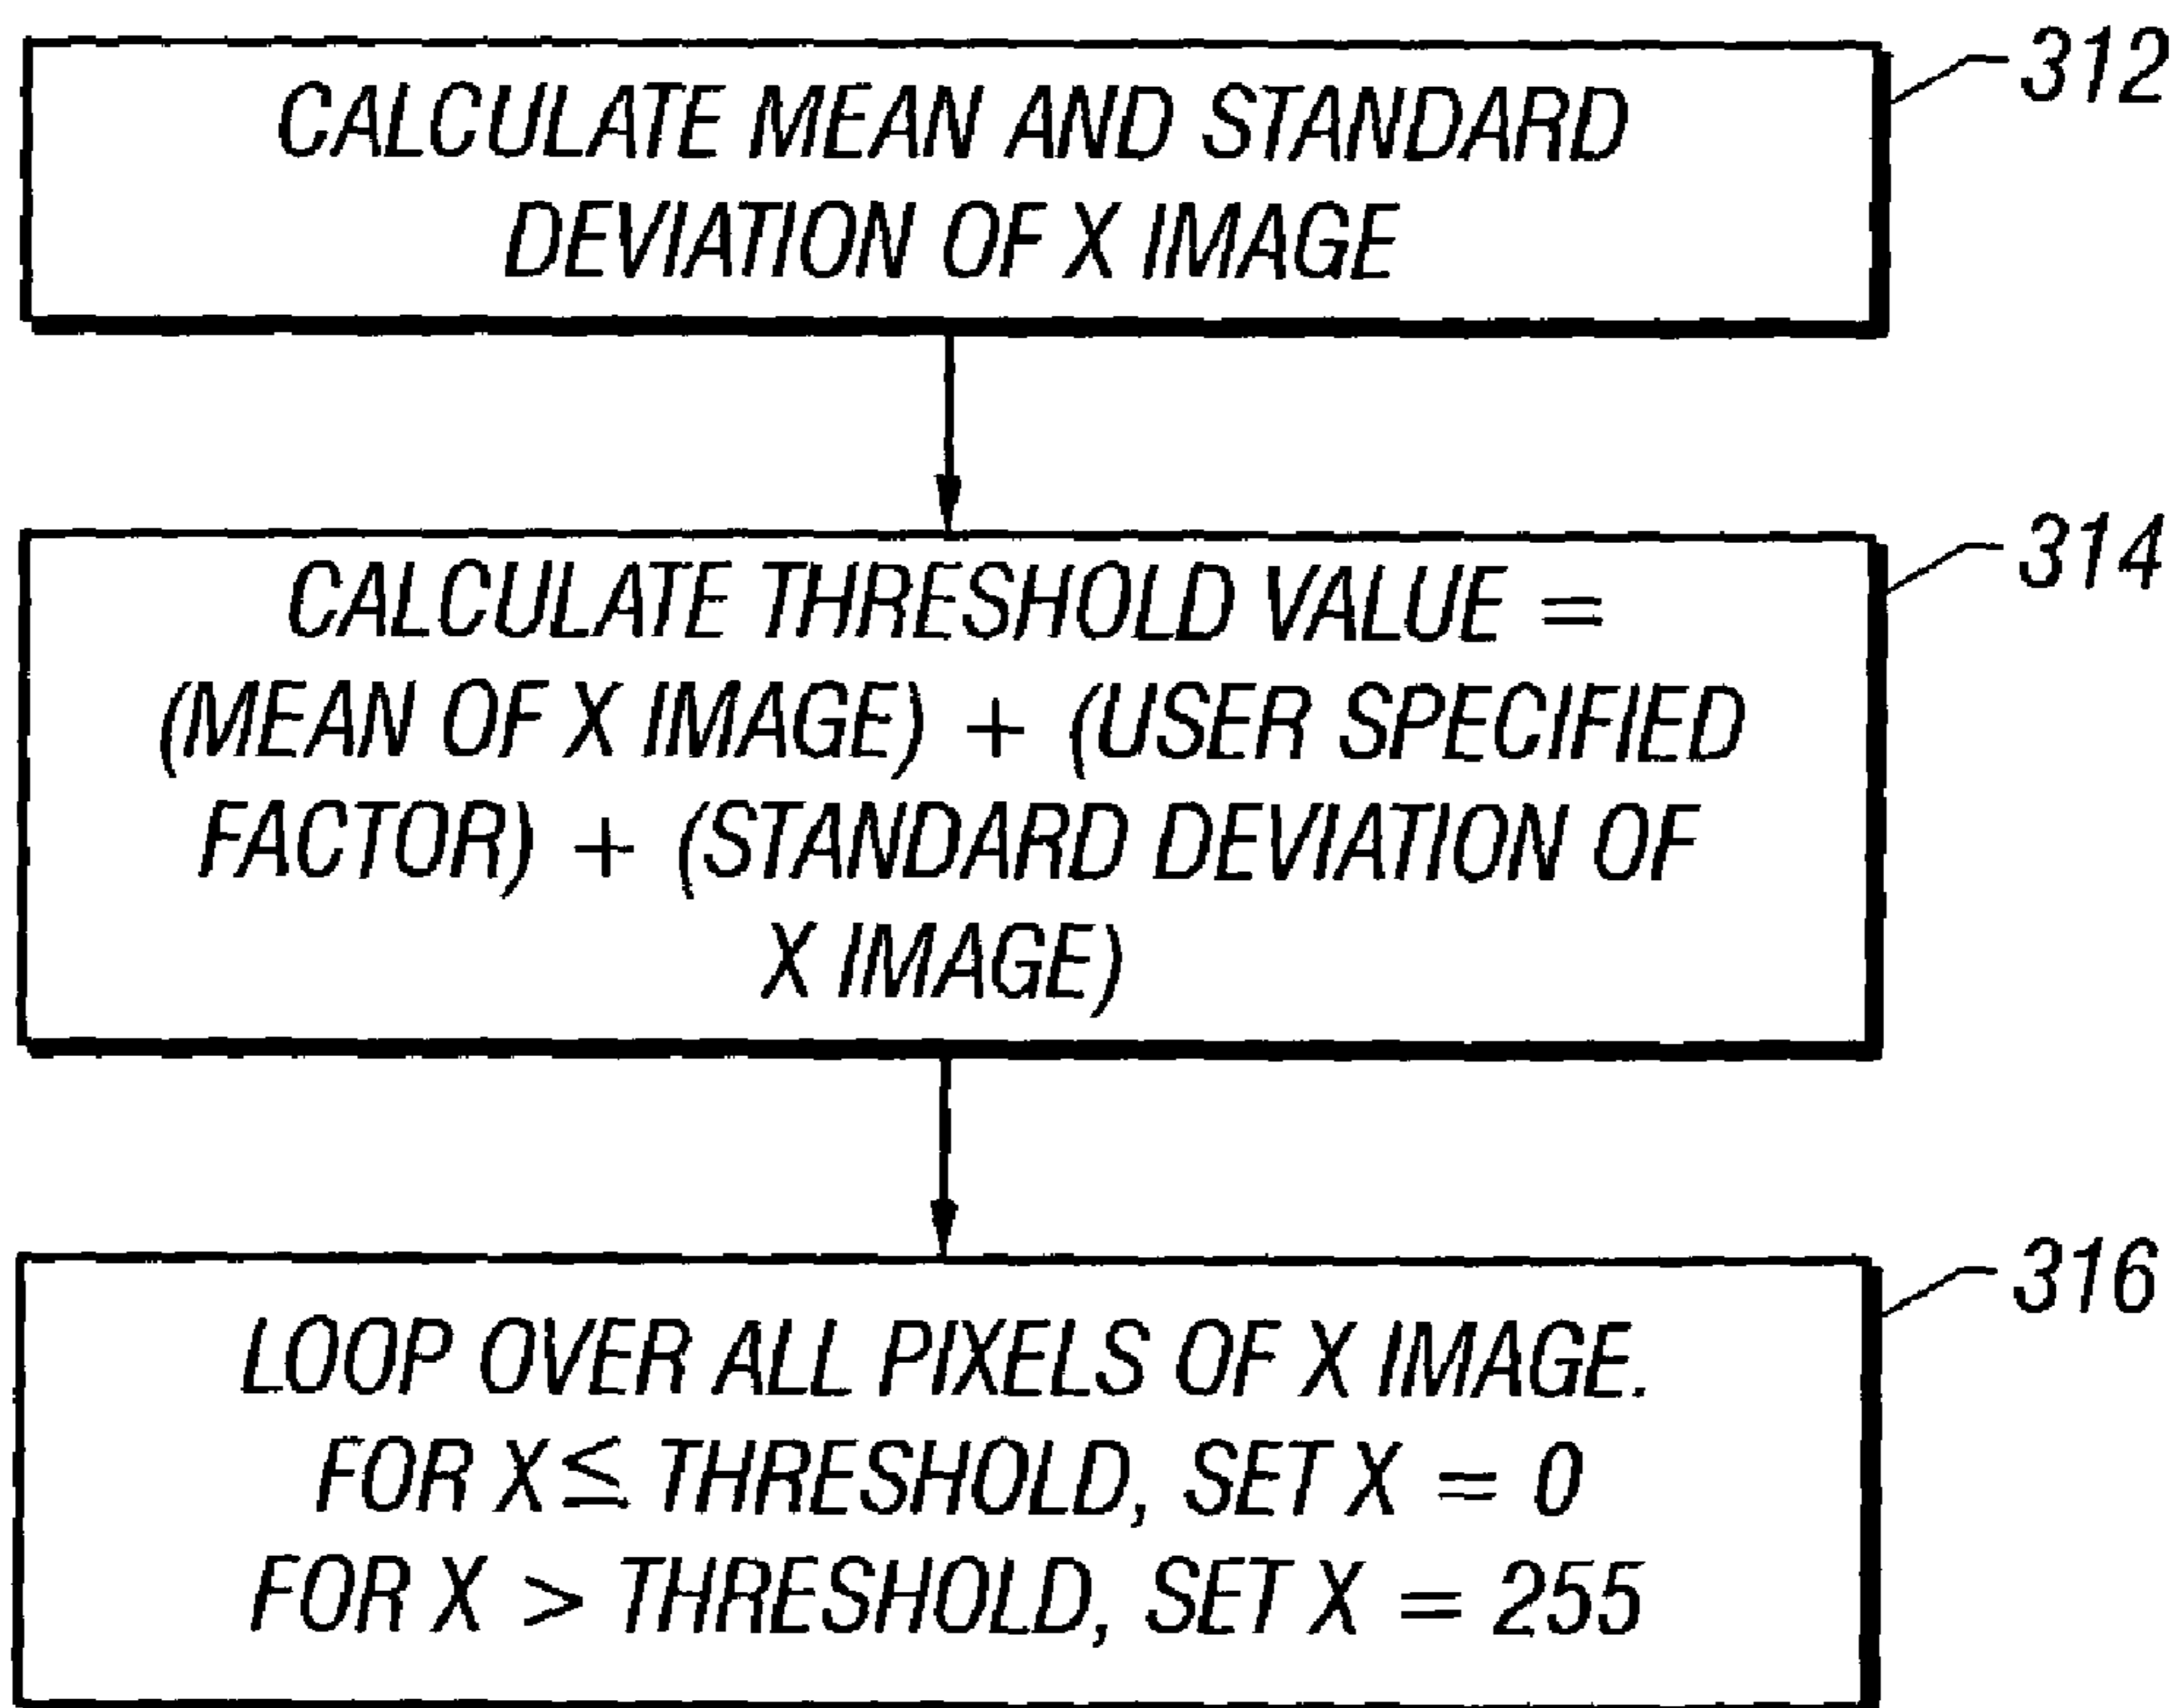 CALCULATE MEAN AND STANDARD
DEVIATION OF X IMAGE
312
CALCULATE THRESHOLD VALUE =
(MEAN OF X IMAGE) + (USER SPECIFIED
FACTOR) + (STANDARD DEVIATION OF
X IMAGE)
314
LOOP OVER ALL PIXELS OF X IMAGE.
FOR X ≤ THRESHOLD, SET X = 0
FOR X > THRESHOLD, SET X = 255
316